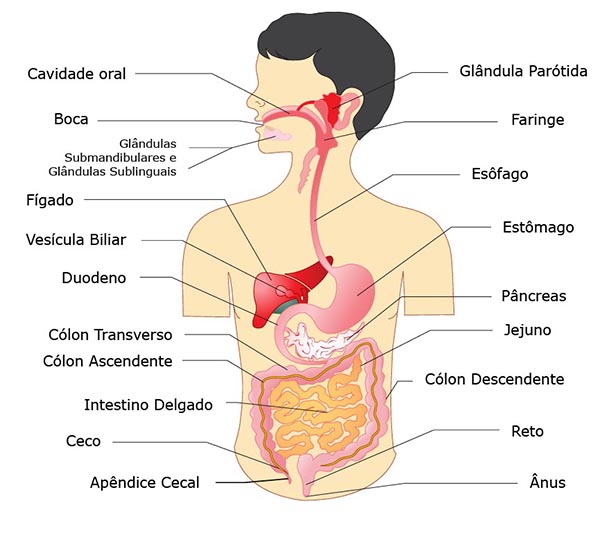 Cavidade oral
Glândula Parótida
Boca
Faringe
Glândulas
Submandibulares e
Glândulas Sublinguais
Esôfago
Fígado
Estômago
Vesícula Biliar
Duodeno
Pâncreas
Cólon Transverso
Jejuno
Cólon Ascendente
Cólon Descendente
Intestino Delgado
Reto
Ceco
Apêndice Cecal
Ânus